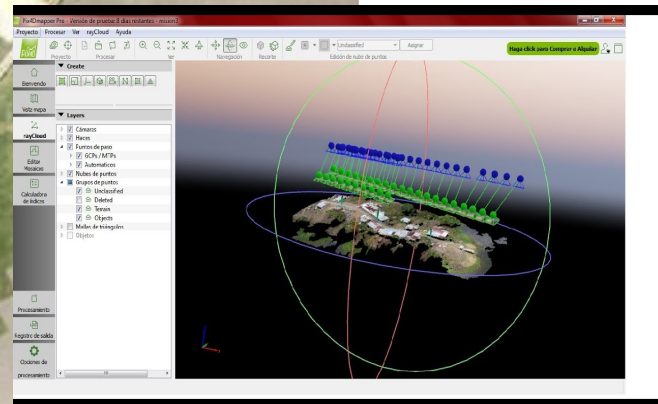 Pix4Dmapper Pro - Versión de prueba: 8 días restantes - mision3
Proyecto Procesar Ver rayCloud Ayuda
Proyecto Procesar Ver Navegación Recorte Edición de nube de puntos
Unclassified Asignar
Haga click para Comprar o Alquilar
Bienvenido
Vista mapa
rayCloud
Editor Mosaicos
Calculadora de índices
Procesamiento
Registro de salida
Opciones de procesamiento
Create
Layers
Cámaras
Haces
Puntos de paso
GCPs / MTPs
Automaticos
Nubes de puntos
Grupos de puntos
Unclassified
Deleted
Terrain
Objects
Mallas de triángulos
Objetos